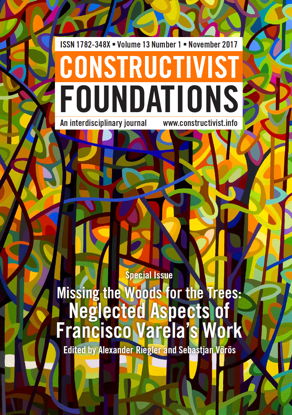 ISSN 1782-348X • Volume 13 Number 1 • November 2017
CONSTRUCTIVIST
FOUNDATIONS
An interdisciplinary journal www.constructivist.info
Special Issue
Missing the Woods for the Trees:
Neglected Aspects of
Francisco Varela's Work
Edited by Alexander Riegler and Sebastjan Vörös